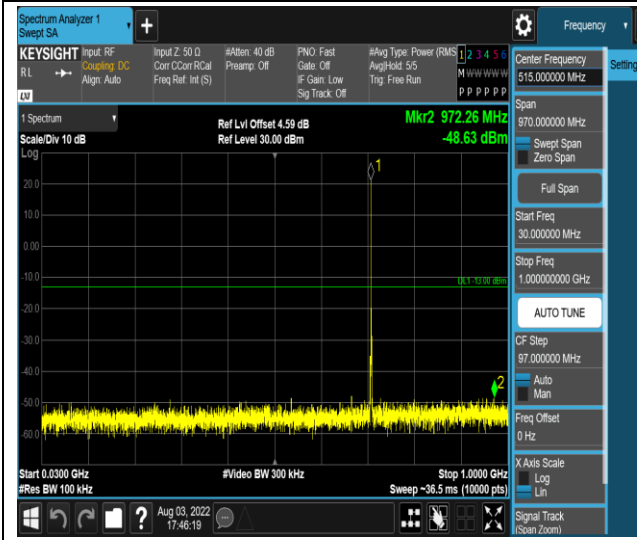 Spectrum Analyzer 1
Swept SA
+
Frequency
KEYSIGHT
RL
LXI
Input: RF
Coupling: DC
Align: Auto
Input Z: 50 Ω
Corr CCorr RCal
Freq Ref: Int (S)
#Atten: 40 dB
Preamp: Off
PNO: Fast
Gate: Off
IF Gain: Low
Sig Track: Off
#Avg Type: Power (RMS
Avg|Hold: 5/5
Trig: Free Run
1 2 3 4 5 6
M W W W W W
P P P P P P
1 Spectrum
Scale/Div 10 dB
Ref Lvl Offset 4.59 dB
Ref Level 30.00 dBm
Mkr2 972.26 MHz
-48.63 dBm
Log
20.0
10.0
0.00
-10.0
-20.0
-30.0
-40.0
-50.0
-60.0
1
DL1 -13.00 dBm
2
Start 0.0300 GHz
#Res BW 100 kHz
#Video BW 300 kHz
Stop 1.0000 GHz
Sweep ~36.5 ms (10000 pts)
?
Aug 03, 2022
17:46:19
Center Frequency
515.000000 MHz
Span
970.000000 MHz
Swept Span
Zero Span
Full Span
Start Freq
30.000000 MHz
Stop Freq
1.000000000 GHz
AUTO TUNE
CF Step
97.000000 MHz
Auto
Man
Freq Offset
0 Hz
X Axis Scale
Log
Lin
Signal Track
(Span Zoom)
Setting